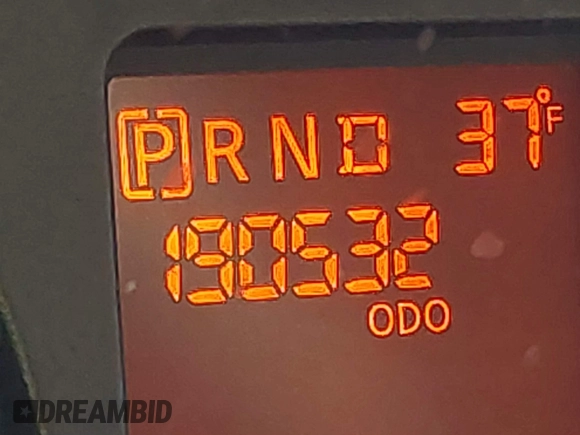 [P] R N D 37°F
190532
ODO
DREAMBID